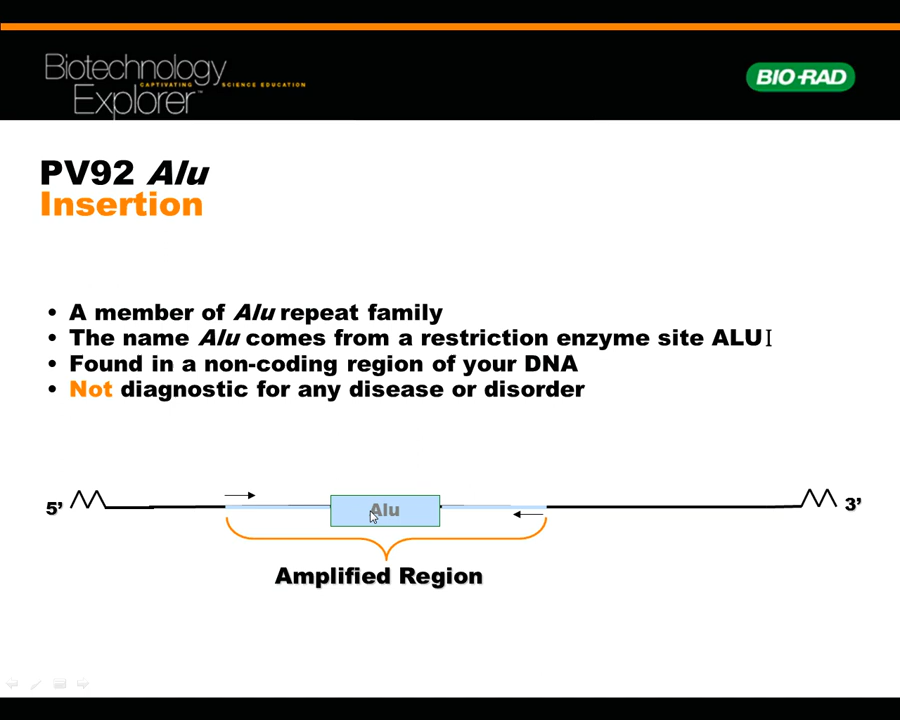 Biotechnology
CAPTIVATING SCIENCE EDUCATION
Explorer™
BIO-RAD
PV92 Alu
Insertion
• A member of Alu repeat family
• The name Alu comes from a restriction enzyme site ALUI
• Found in a non-coding region of your DNA
• Not diagnostic for any disease or disorder
5’ Alu 3’
Amplified Region